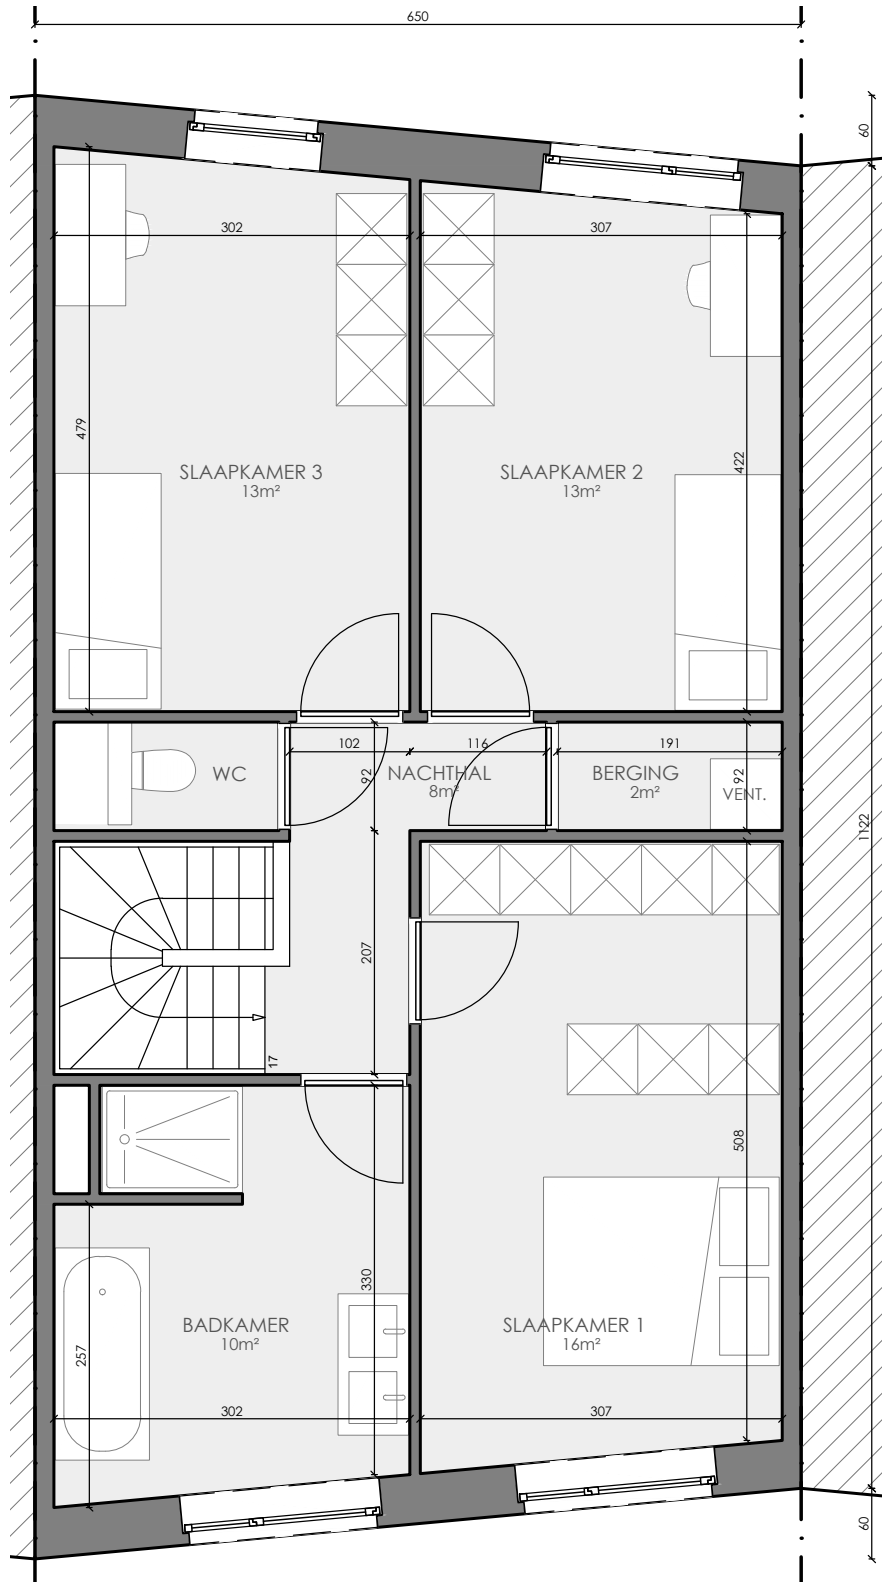 650
60
302
307
479
422
SLAAPKAMER 3
13m²
SLAAPKAMER 2
13m²
102
116
191
WC
92
NACHTHAL
8m²
BERGING
2m²
92
VENT.
1122
207
17
508
330
BADKAMER
10m²
SLAAPKAMER 1
16m²
257
302
307
60